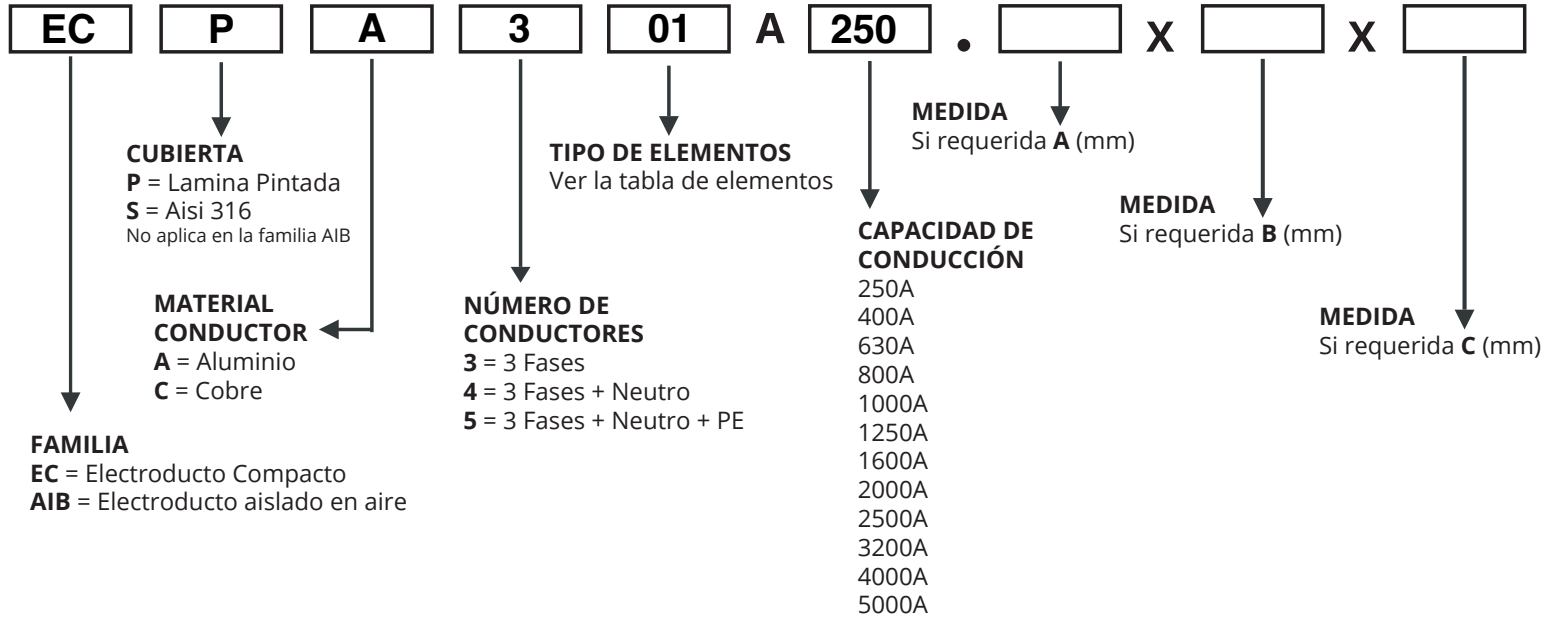 EC P A 3 01 A 250 . X X
CUBIERTA
P = Lamina Pintada
S = Aisi 316
No aplica en la familia AIB
MATERIAL
CONDUCTOR
A = Aluminio
C = Cobre
FAMILIA
EC = Electroducto Compacto
AIB = Electroducto aislado en aire
NÚMERO DE
CONDUCTORES
3 = 3 Fases
4 = 3 Fases + Neutro
5 = 3 Fases + Neutro + PE
TIPO DE ELEMENTOS
Ver la tabla de elementos
CAPACIDAD DE
CONDUCCIÓN
250A
400A
630A
800A
1000A
1250A
1600A
2000A
2500A
3200A
4000A
5000A
MEDIDA
Si requerida A (mm)
MEDIDA
Si requerida B (mm)
MEDIDA
Si requerida C (mm)